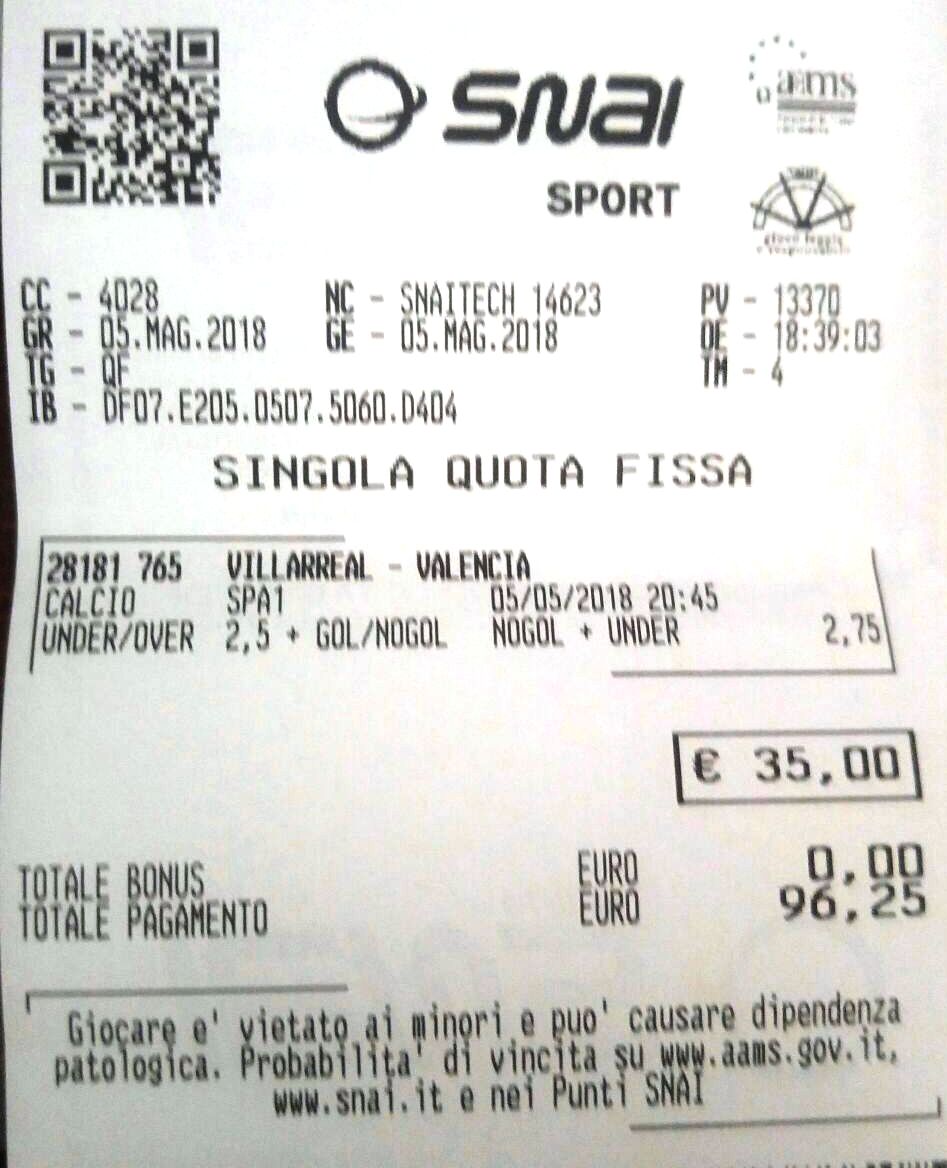 SNAI
SPORT
aams
CC - 4028 NC - SNAITECH 14623 PV - 13370
GR - 05.MAG.2018 GE - 05.MAG.2018 OE - 18:39:03
TG - QF TM - 4
IB - DF07.E205.0507.5060.D404
SINGOLA QUOTA FISSA
28181 765 VILLARREAL - VALENCIA
CALCIO SPA1 05/05/2018 20:45
UNDER/OVER 2,5 + GOL/NOGOL NOGOL + UNDER 2,75
€ 35,00
TOTALE BONUS EURO 0,00
TOTALE PAGAMENTO EURO 96,25
Giocare e' vietato ai minori e puo' causare dipendenza
patologica. Probabilita' di vincita su www.aams.gov.it,
www.snai.it e nei Punti SNAI